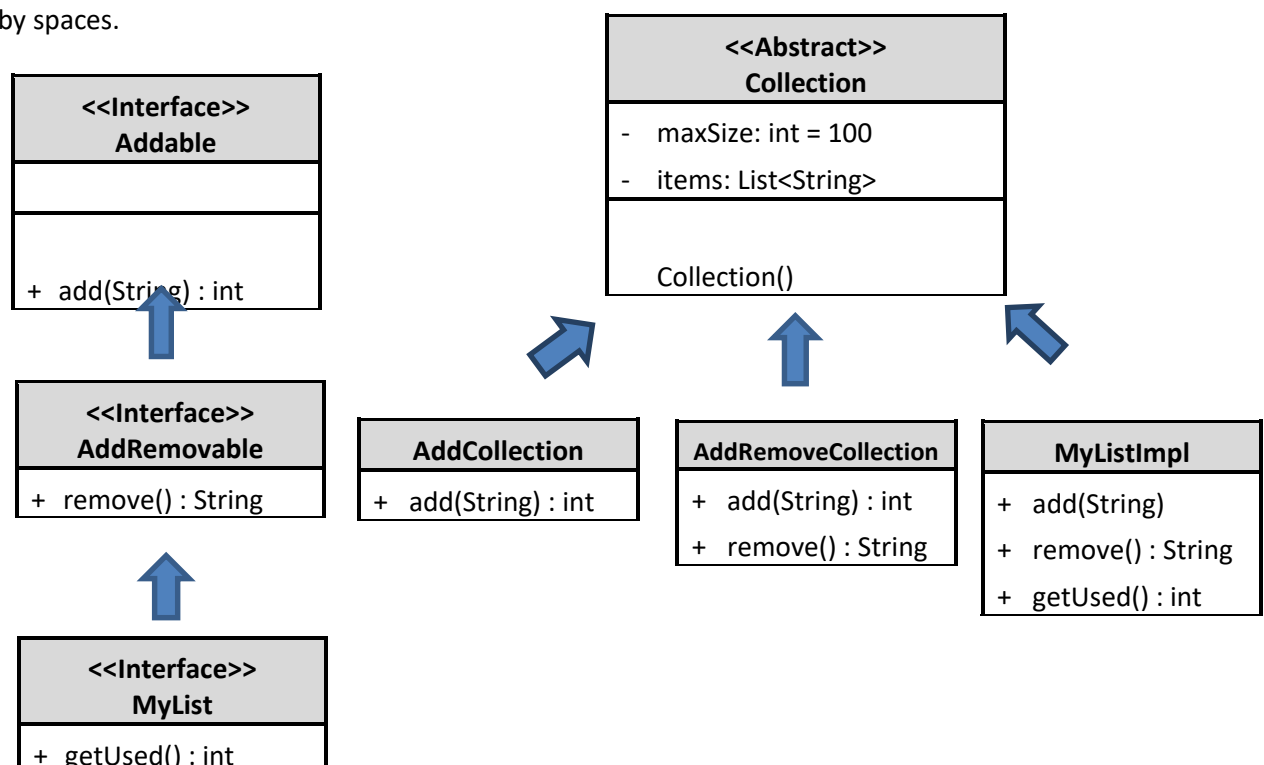 by spaces.
<<Interface>>
Addable
+ add(String) : int
<<Abstract>>
Collection
- maxSize: int = 100
- items: List<String>
Collection()
<<Interface>>
AddRemovable
+ remove() : String
AddCollection
+ add(String) : int
AddRemoveCollection
+ add(String) : int
+ remove() : String
MyListImpl
+ add(String)
+ remove() : String
+ getUsed() : int
<<Interface>>
MyList
+ getUsed() : int